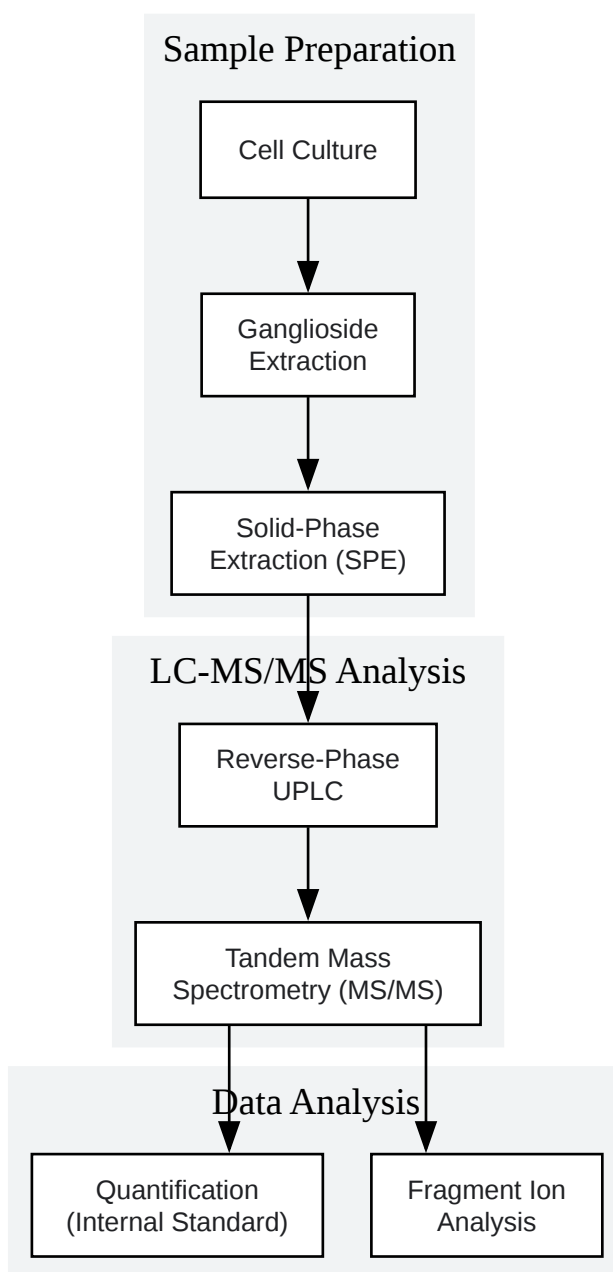 Sample Preparation
Cell Culture
Ganglioside
Extraction
Solid-Phase
Extraction (SPE)
LC-MS/MS Analysis
Reverse-Phase
UPLC
Tandem Mass
Spectrometry (MS/MS)
Data Analysis
Quantification
(Internal Standard)
Fragment Ion
Analysis